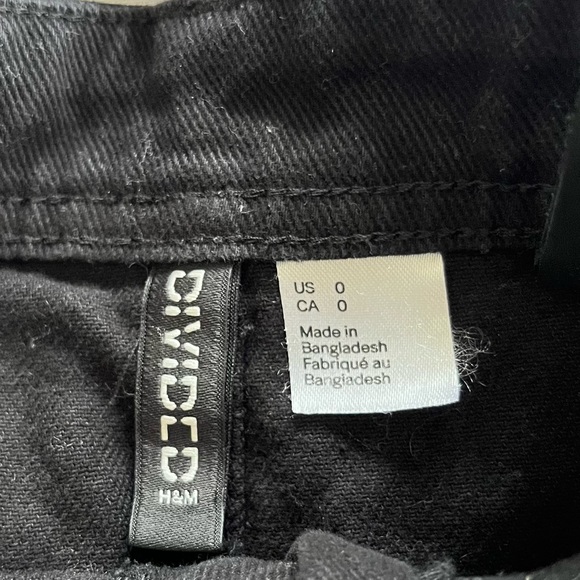 DIVIDED
H&M
US 0
CA 0
Made in
Bangladesh
Fabriqué au
Bangladesh